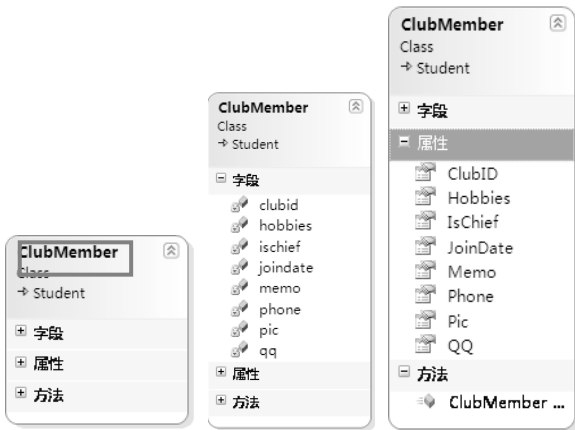 ClubMember
Class
Student
字段
属性
方法
ClubMember
Class
Student
字段
clubid
hobbies
ischief
joindate
memo
phone
pic
qq
属性
方法
ClubMember
Class
Student
字段
属性
ClubID
Hobbies
IsChief
JoinDate
Memo
Phone
Pic
QQ
方法
ClubMember ...